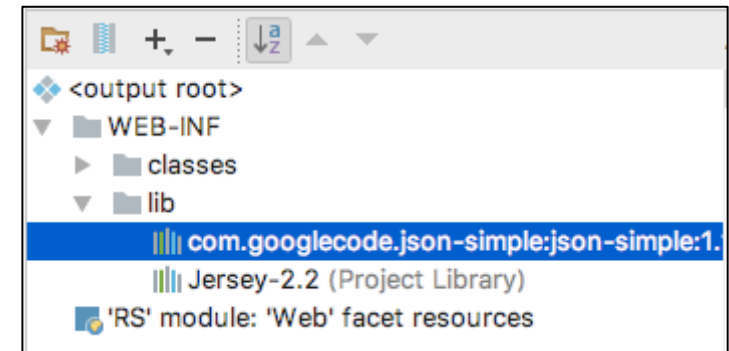 <output root>
WEB-INF
classes
lib
com.googlecode.json-simple:json-simple:1.
Jersey-2.2 (Project Library)
'RS' module: 'Web' facet resources